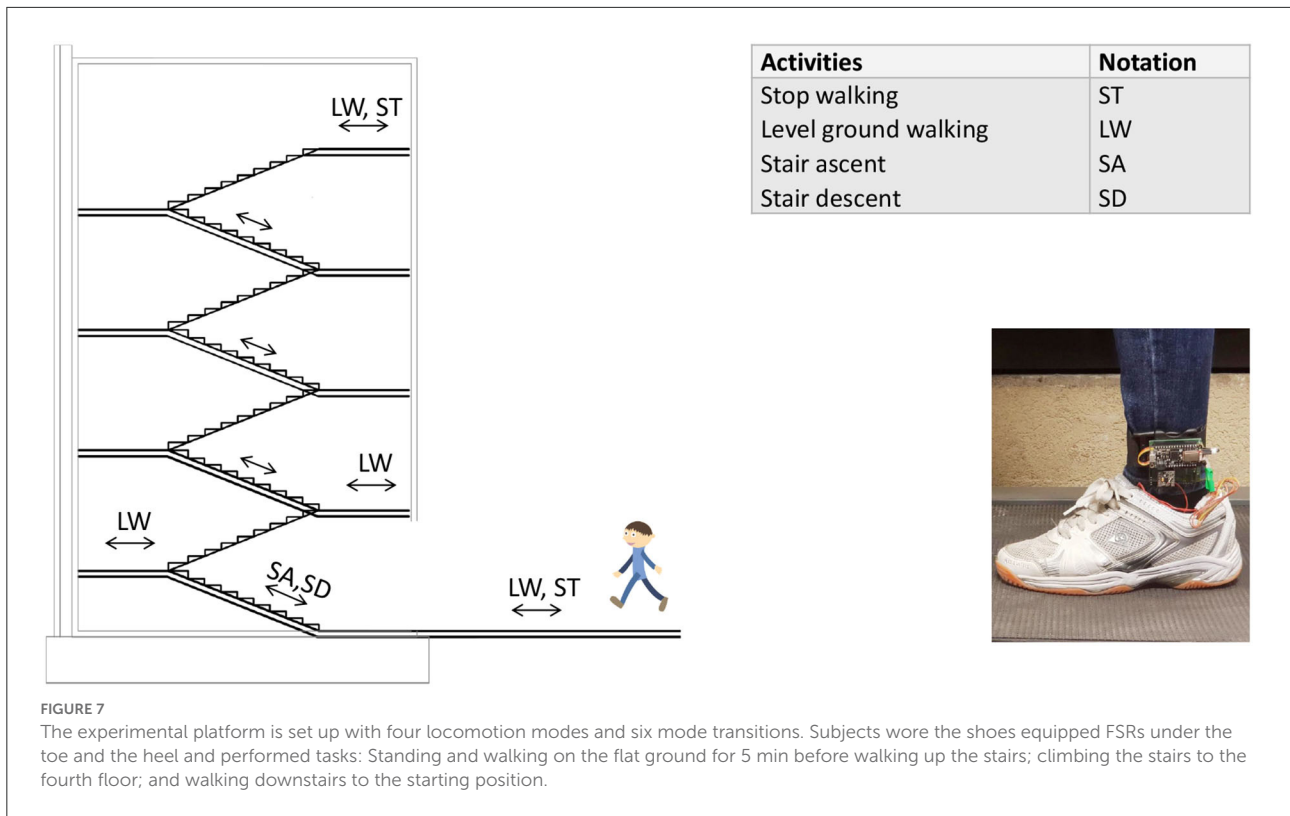 LW, ST
Activities Notation
Stop walking ST
Level ground walking LW
Stair ascent SA
Stair descent SD
LW
LW
SA,SD
LW, ST
FIGURE 7
The experimental platform is set up with four locomotion modes and six mode transitions. Subjects wore the shoes equipped FSRs under the
toe and the heel and performed tasks: Standing and walking on the flat ground for 5 min before walking up the stairs; climbing the stairs to the
fourth floor; and walking downstairs to the starting position.